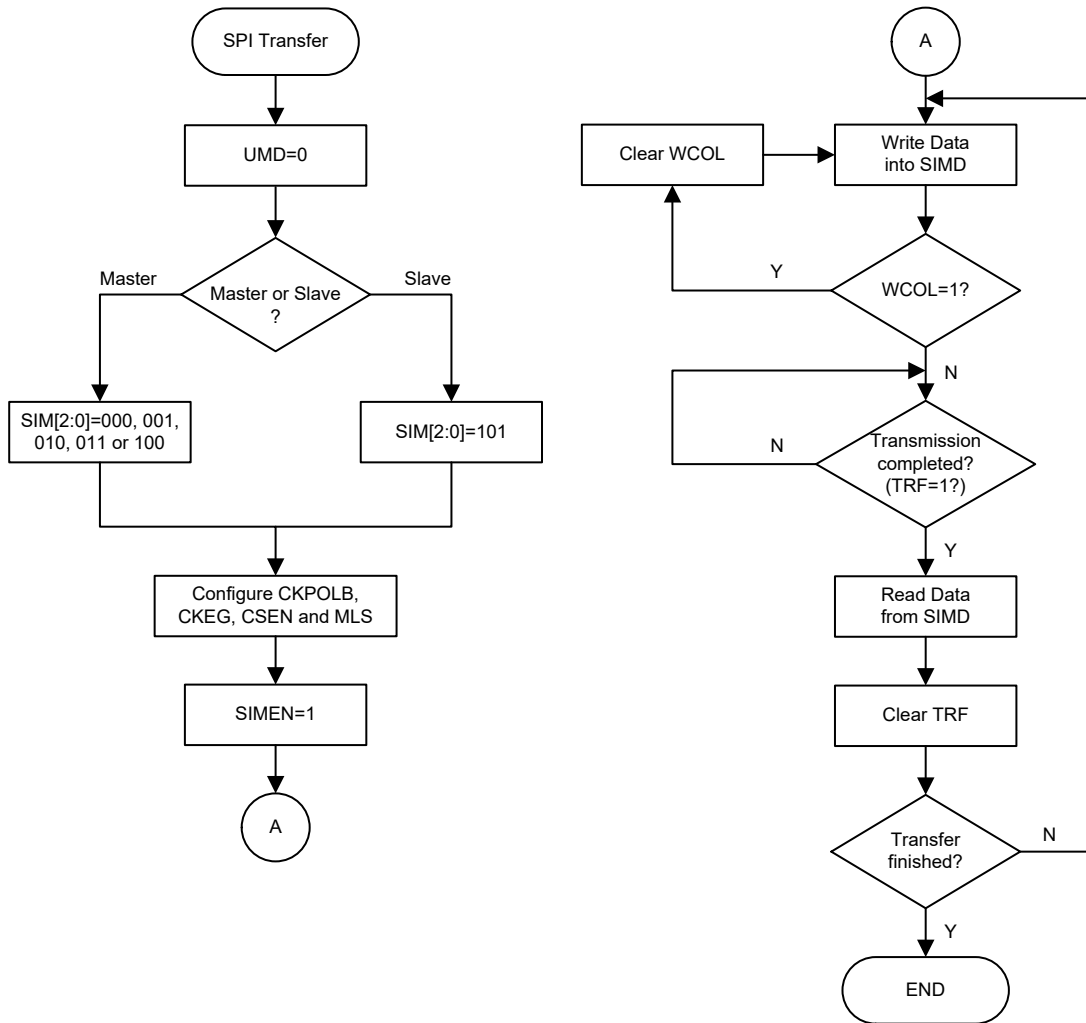 SPI Transfer
UMD=0
Master
Master or Slave
?
Slave
SIM[2:0]=000, 001,
010, 011 or 100
SIM[2:0]=101
Configure CKPOLB,
CKEG, CSEN and MLS
SIMEN=1
A
A
Clear WCOL
Write Data
into SIMD
Y
WCOL=1?
N
N
Transmission
completed?
(TRF=1?)
Y
Read Data
from SIMD
Clear TRF
Transfer
finished?
N
Y
END